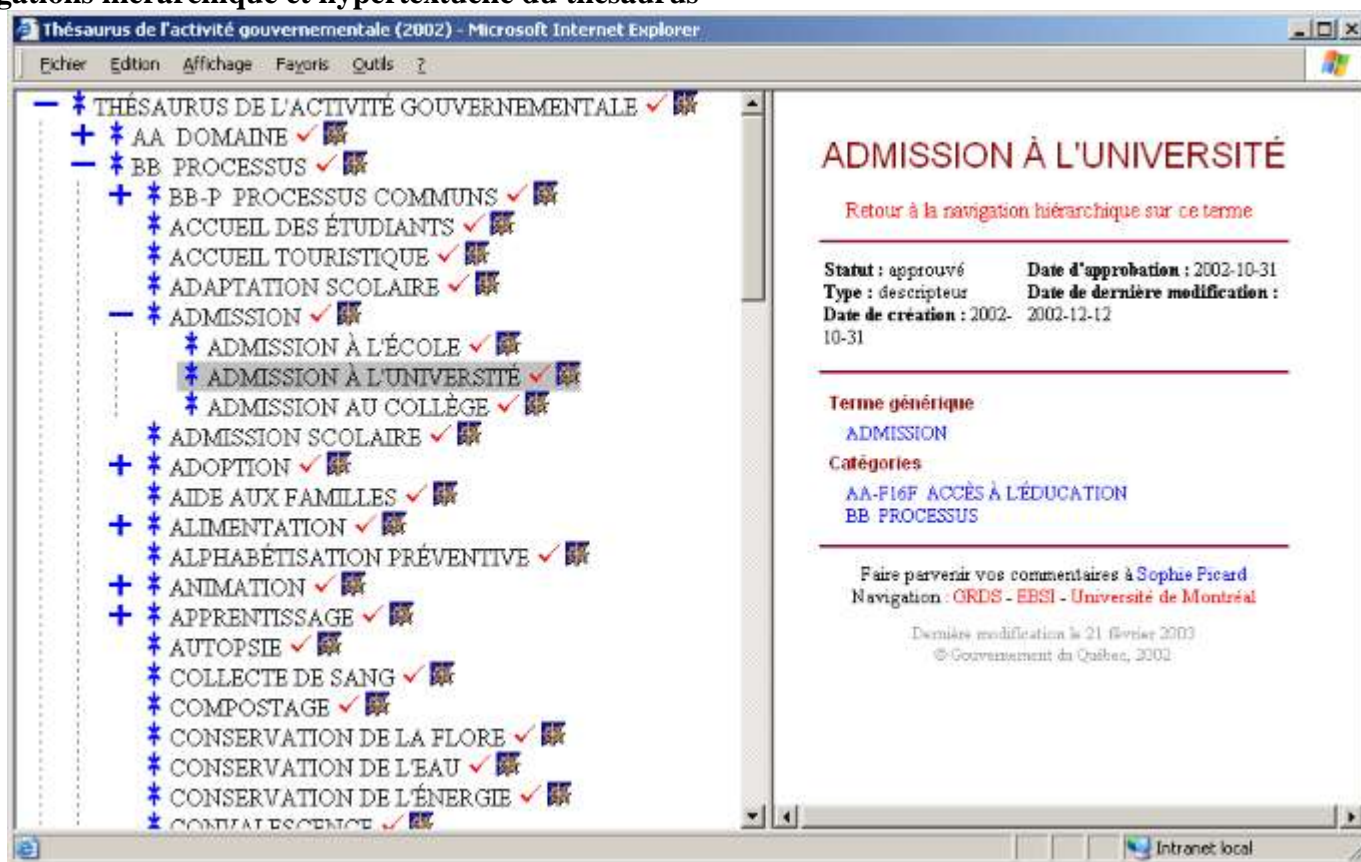 gations hiérarchique et hypertextuelle du thésaurus
Thésaurus de l'activité gouvernementale (2002) - Microsoft Internet Explorer
Fichier Edition Affichage Favoris Outils ?
THÉSAURUS DE L'ACTIVITÉ GOUVERNEMENTALE
AA DOMAINE
BB PROCESSUS
BB-P PROCESSUS COMMUNS
ACCUEIL DES ÉTUDIANTS
ACCUEIL TOURISTIQUE
ADAPTATION SCOLAIRE
ADMISSION
ADMISSION À L'ÉCOLE
ADMISSION À L'UNIVERSITÉ
ADMISSION AU COLLÈGE
ADMISSION SCOLAIRE
ADOPTION
AIDE AUX FAMILLES
ALIMENTATION
ALPHABÉTISATION PRÉVENTIVE
ANIMATION
APPRENTISSAGE
AUTOPSIE
COLLECTE DE SANG
COMPOSTAGE
CONSERVATION DE LA FLORE
CONSERVATION DE L'EAU
CONSERVATION DE L'ÉNERGIE
CONVALESCENCE
ADMISSION À L'UNIVERSITÉ
Retour à la navigation hiérarchique sur ce terme
Statut : approuvé
Type : descripteur
Date de création : 2002-
10-31
Date d'approbation : 2002-10-31
Date de dernière modification :
2002-12-12
Terme générique
ADMISSION
Catégories
AA-F16F ACCÈS À L'ÉDUCATION
BB PROCESSUS
Faire parvenir vos commentaires à Sophie Picard
Navigation : GRDS - EBSI - Université de Montréal
Dernière modification le 21 février 2003
© Gouvernement du Québec, 2002
Intranet local